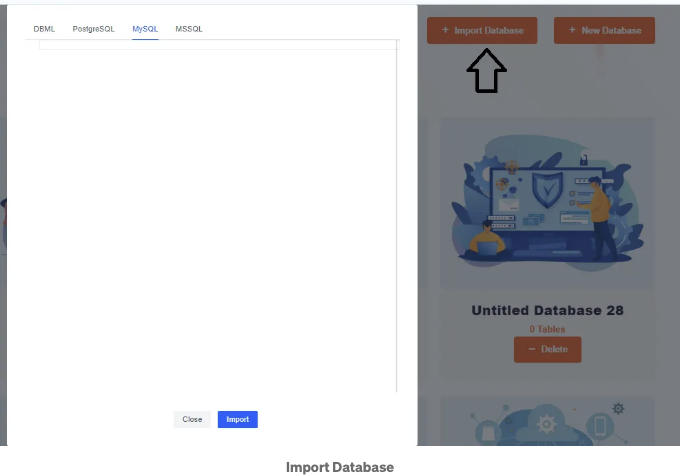 DBML PostgreSQL MySQL MSSQL
+ Import Database + New Database
Untitled Database 28
0 Tables
− Delete
Close Import
Import Database